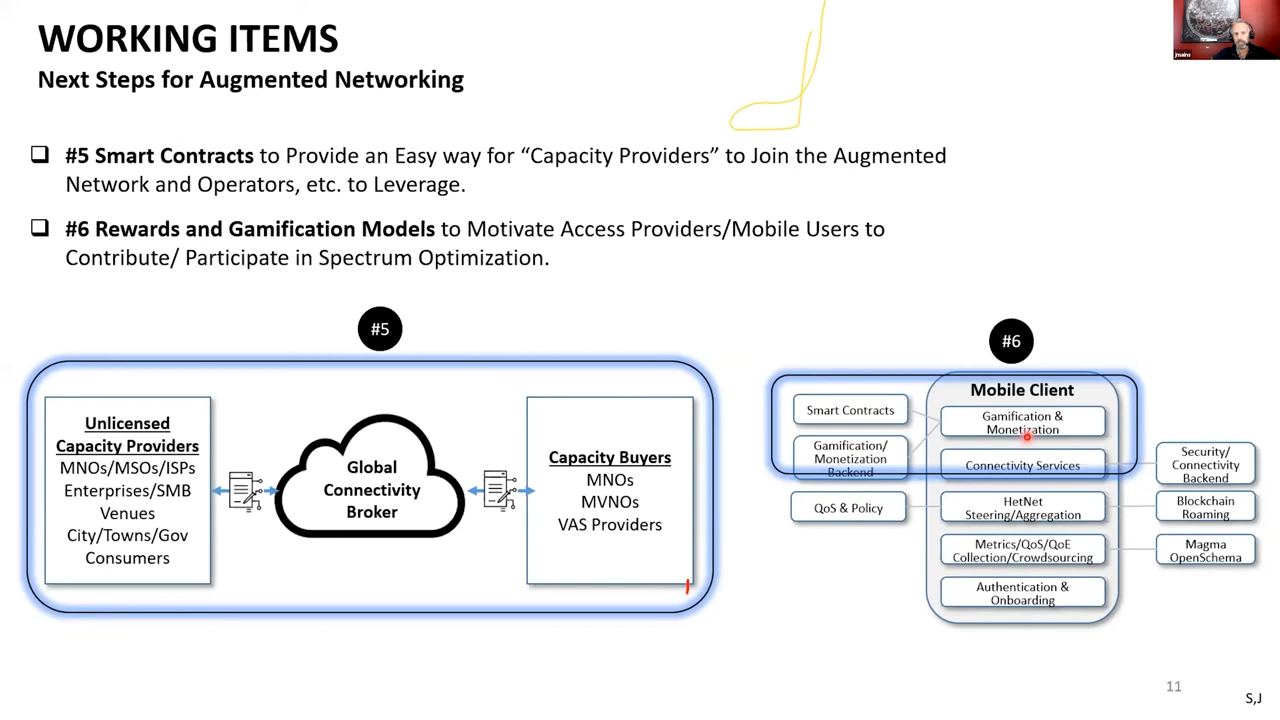 WORKING ITEMS
Next Steps for Augmented Networking
jmains
#5 Smart Contracts to Provide an Easy way for “Capacity Providers” to Join the Augmented
Network and Operators, etc. to Leverage.
#6 Rewards and Gamification Models to Motivate Access Providers/Mobile Users to
Contribute/ Participate in Spectrum Optimization.
#5
Unlicensed
Capacity Providers
MNOs/MSOs/ISPs
Enterprises/SMB
Venues
City/Towns/Gov
Consumers
Global
Connectivity
Broker
Capacity Buyers
MNOs
MVNOs
VAS Providers
#6
Mobile Client
Smart Contracts
Gamification/
Monetization
Backend
QoS & Policy
Gamification &
Monetization
Connectivity Services
HetNet
Steering/Aggregation
Metrics/QoS/QoE
Collection/Crowdsourcing
Authentication &
Onboarding
Security/
Connectivity
Backend
Blockchain
Roaming
Magma
OpenSchema
11
S,J